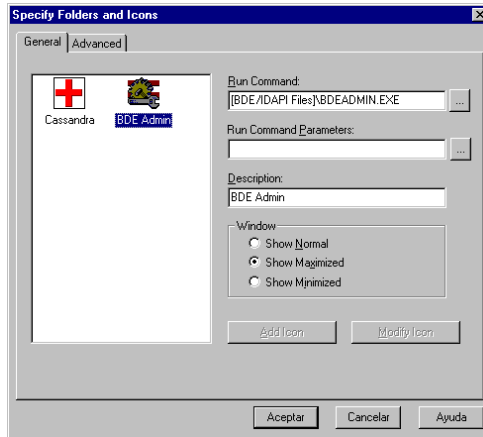 Specify Folders and Icons
General
Advanced
Cassandra
BDE Admin
Run Command:
[BDE/IDAPI Files]\BDEADMIN.EXE
...
Run Command Parameters:
...
Description:
BDE Admin
Window
Show Normal
Show Maximized
Show Minimized
Add Icon
Modify Icon
Aceptar
Cancelar
Ayuda